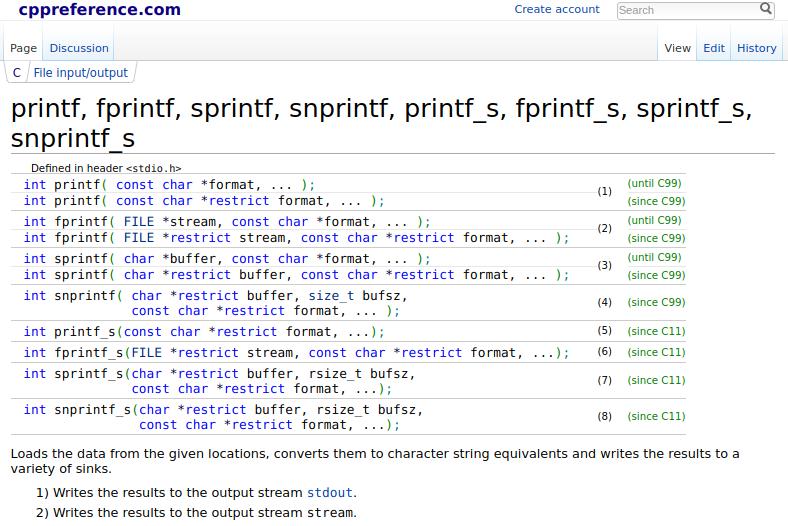 cppreference.com
Create account
Search
Page Discussion
View Edit History
C File input/output
printf, fprintf, sprintf, snprintf, printf_s, fprintf_s, sprintf_s,
snprintf_s
Defined in header <stdio.h>
int printf( const char *format, ... ); (until C99)
(1)
int printf( const char *restrict format, ... ); (since C99)
int fprintf( FILE *stream, const char *format, ... ); (until C99)
(2)
int fprintf( FILE *restrict stream, const char *restrict format, ... ); (since C99)
int sprintf( char *buffer, const char *format, ... ); (until C99)
(3)
int sprintf( char *restrict buffer, const char *restrict format, ... ); (since C99)
int snprintf( char *restrict buffer, size_t bufsz,
(4) (since C99)
const char *restrict format, ... );
int printf_s(const char *restrict format, ...); (5) (since C11)
int fprintf_s(FILE *restrict stream, const char *restrict format, ...); (6) (since C11)
int sprintf_s(char *restrict buffer, rsize_t bufsz,
(7) (since C11)
const char *restrict format, ...);
int snprintf_s(char *restrict buffer, rsize_t bufsz,
(8) (since C11)
const char *restrict format, ...);
Loads the data from the given locations, converts them to character string equivalents and writes the results to a
variety of sinks.
1) Writes the results to the output stream stdout.
2) Writes the results to the output stream stream.